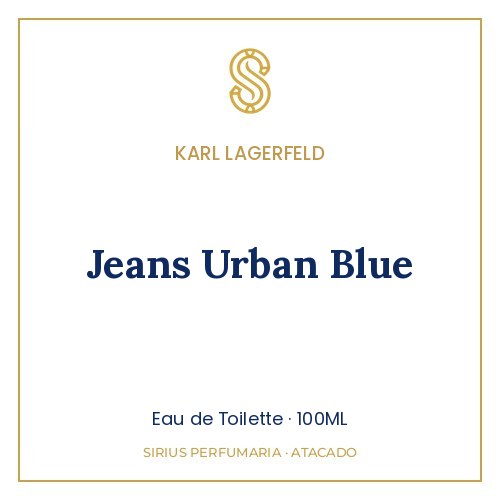 KARL LAGERFELD
Jeans Urban Blue
Eau de Toilette · 100ML
SIRIUS PERFUMARIA · ATACADO